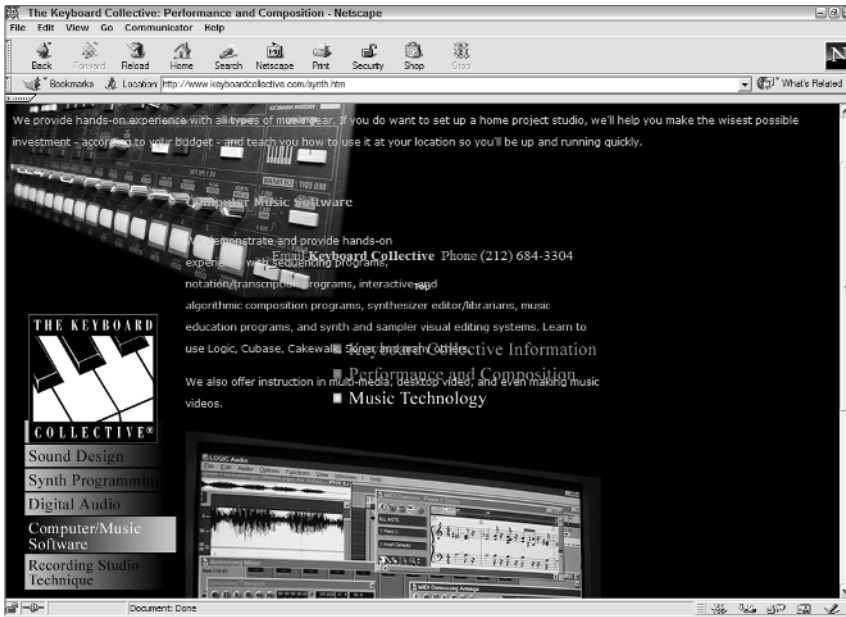 The Keyboard Collective: Performance and Composition - Netscape
File Edit View Go Communicator Help
Back Forward Reload Home Search Netscape Print Security Shop Stop
Bookmarks Location: http://www.keyboardcollective.com/synth.htm What's Related
We provide hands-on experience with all types of music gear. If you do want to set up a home project studio, we'll help you make the wisest possible
investment - according to your budget - and teach you how to use it at your location so you'll be up and running quickly.
Computer Music Software
We demonstrate and provide hands-on
Email Keyboard Collective Phone (212) 684-3304
experience with sequencing programs,
notation/transcription programs, interactive and
Top
algorithmic composition programs, synthesizer editor/librarians, music
education programs, and synth and sampler visual editing systems. Learn to
use Logic, Cubase, Cakewalk, Sonar and many others.
Keyboard Collective Information
Performance and Composition
We also offer instruction in multi-media, desktop video, and even making music
videos.
Music Technology
THE KEYBOARD
COLLECTIVE®
Sound Design
Synth Programming
Digital Audio
Computer/Music
Software
Recording Studio
Technique
LOGIC Audio
File Edit Audio Options Functions View Windows Help
Document: Done